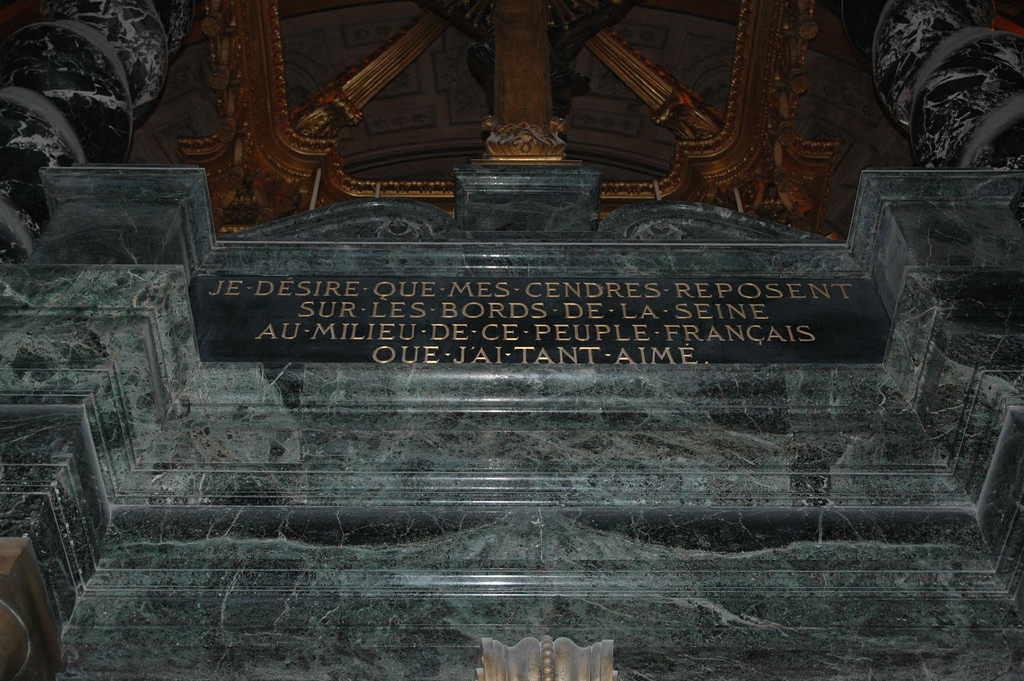 JE·DÉSIRE·QUE·MES·CENDRES·REPOSENT
SUR·LES·BORDS·DE·LA·SEINE
AU·MILIEU·DE·CE·PEUPLE·FRANÇAIS
QUE·J'AI·TANT·AIMÉ.